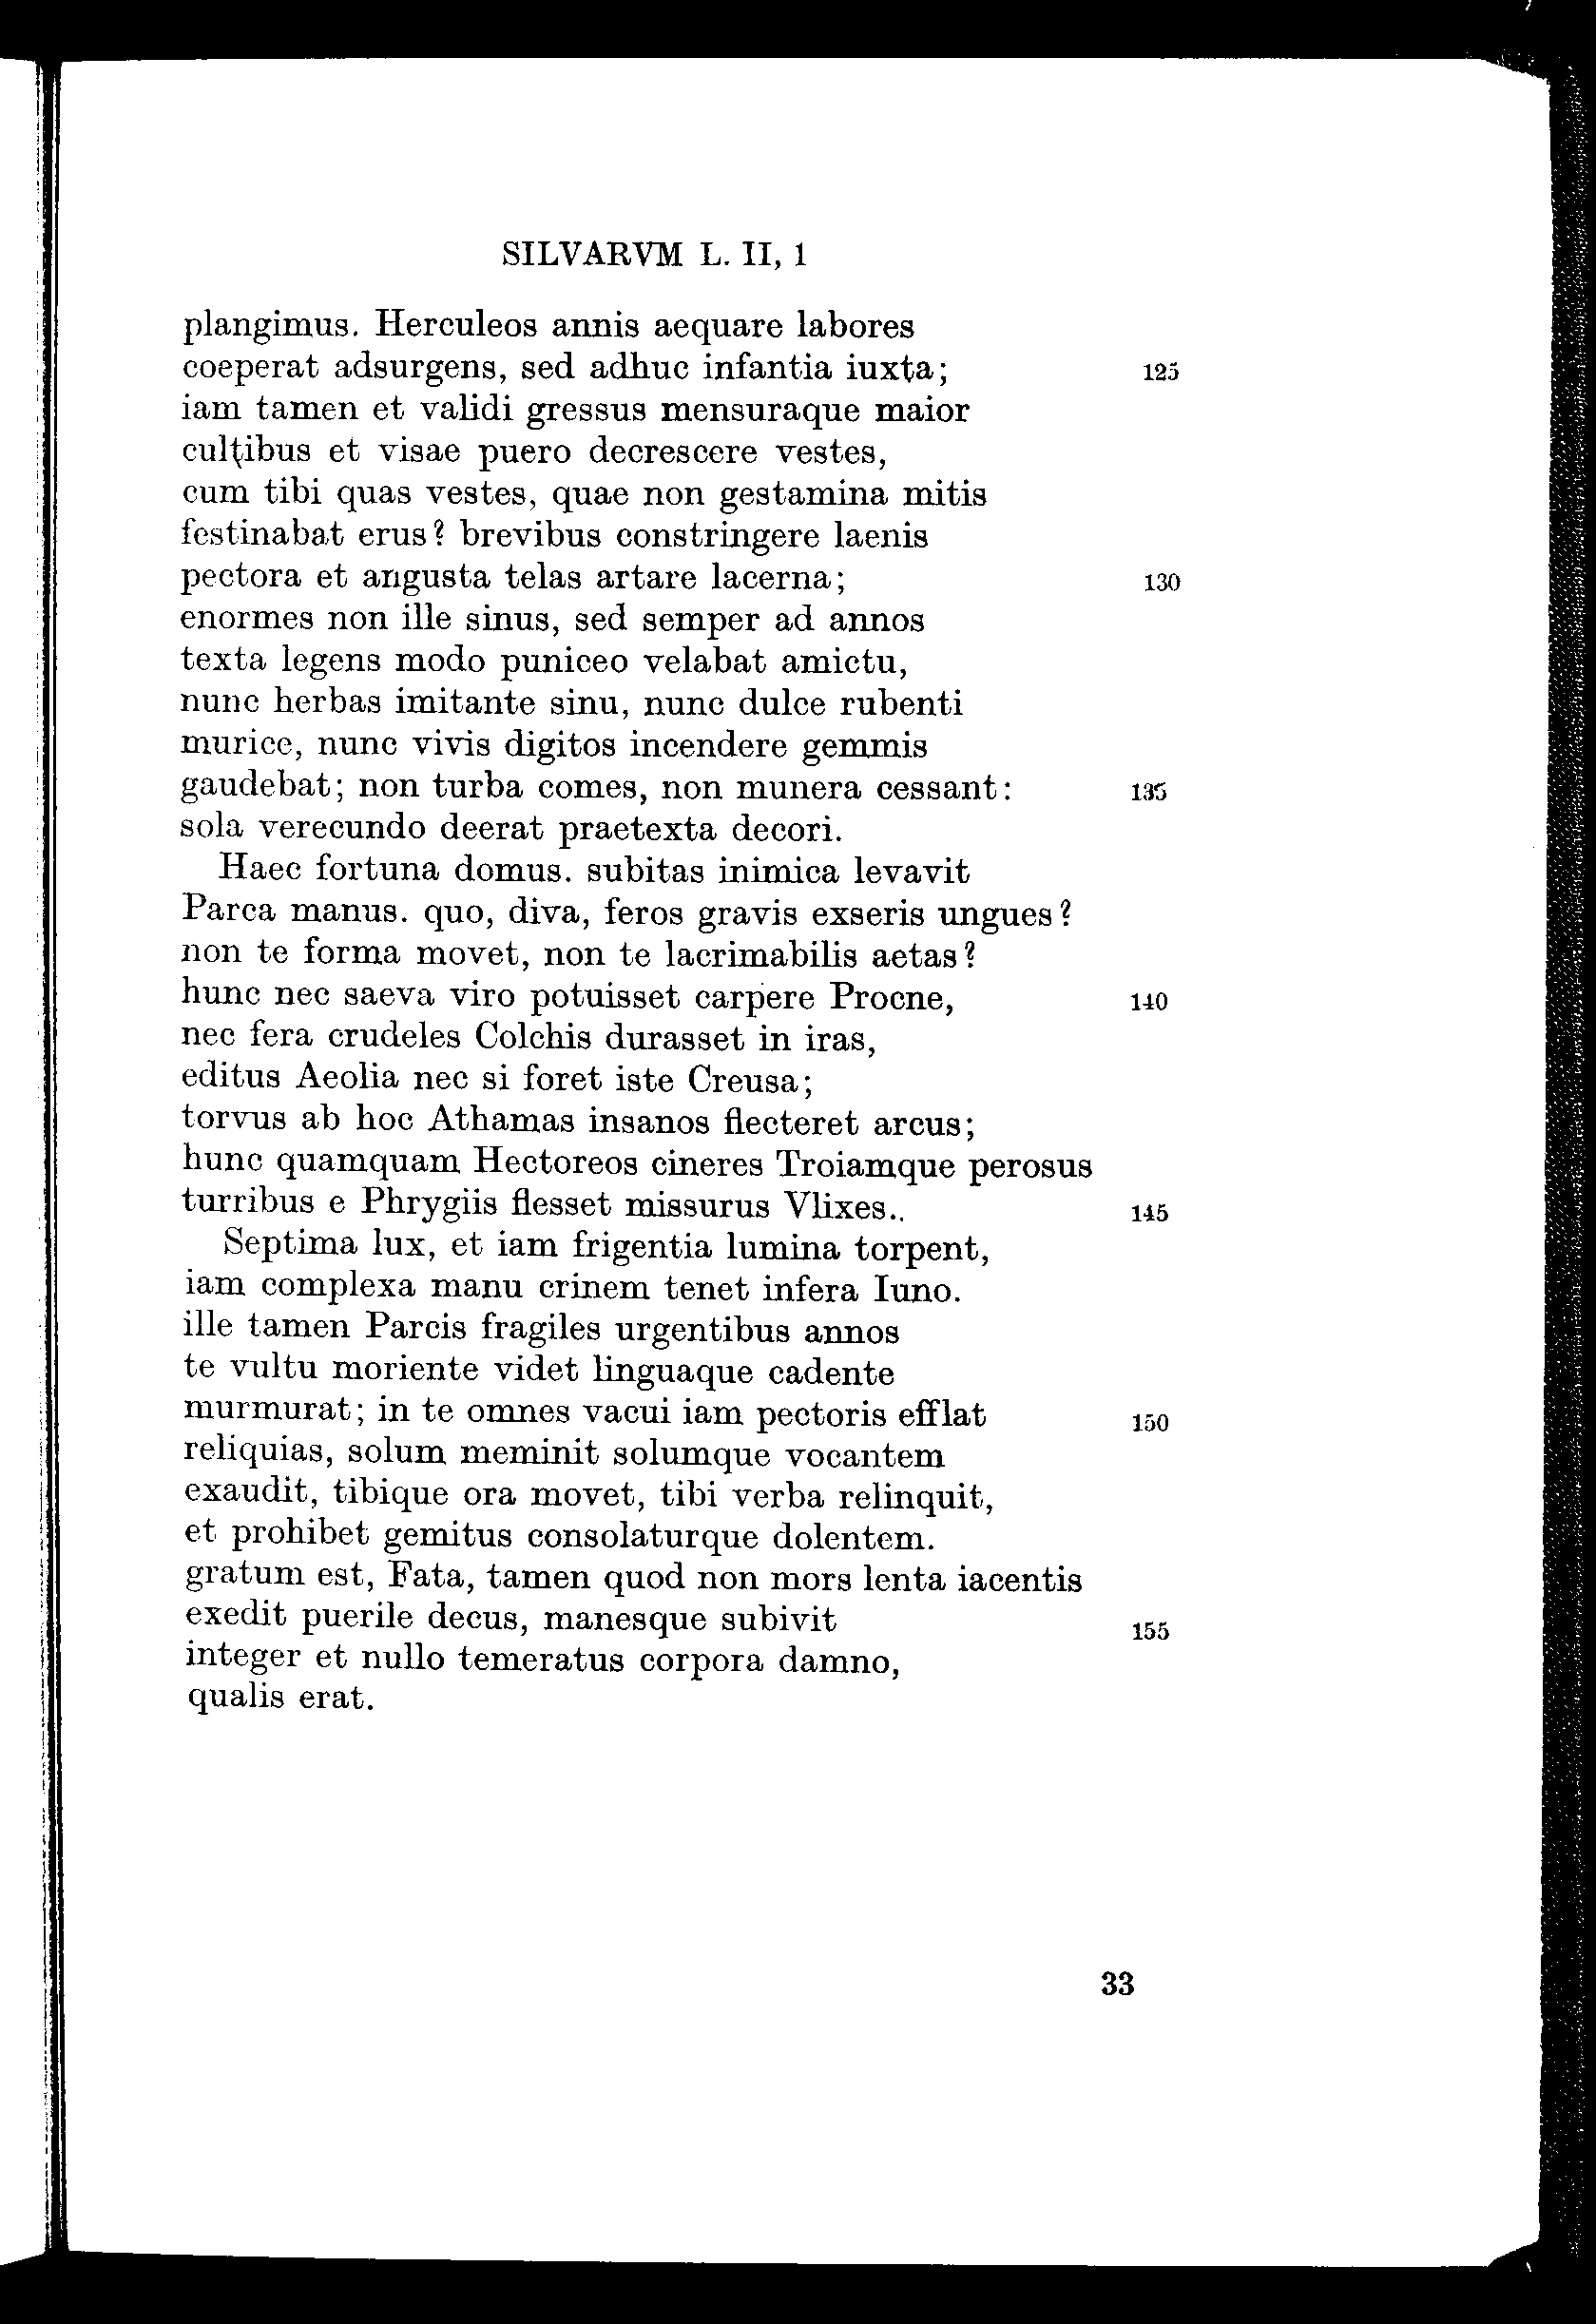 SILVARVM L. II, 1
plangimus. Herculeos annis aequare labores
coeperat adsurgens, sed adhuc infantia iuxta; 125
iam tamen et validi gressus mensuraque maior
cultibus et visae puero decrescere vestes,
cum tibi quas vestes, quae non gestamina mitis
festinabat erus? brevibus constringere laenis
pectora et angusta telas artare lacerna; 130
enormes non ille sinus, sed semper ad annos
texta legens modo puniceo velabat amictu,
nunc herbas imitante sinu, nunc dulce rubenti
murice, nunc vivis digitos incendere gemmis
gaudebat; non turba comes, non munera cessant: 135
sola verecundo deerat praetexta decori.
Haec fortuna domus. subitas inimica levavit
Parca manus. quo, diva, feros gravis exseris ungues?
non te forma movet, non te lacrimabilis aetas?
hunc nec saeva viro potuisset carpere Procne, 140
nec fera crudeles Colchis durasset in iras,
editus Aeolia nec si foret iste Creusa;
torvus ab hoc Athamas insanos flecteret arcus;
hunc quamquam Hectoreos cineres Troiamque perosus
turribus e Phrygiis flesset missurus Vlixes.. 145
Septima lux, et iam frigentia lumina torpent,
iam complexa manu crinem tenet infera Iuno.
ille tamen Parcis fragiles urgentibus annos
te vultu moriente videt linguaque cadente
murmurat; in te omnes vacui iam pectoris efflat 150
reliquias, solum meminit solumque vocantem
exaudit, tibique ora movet, tibi verba relinquit,
et prohibet gemitus consolaturque dolentem.
gratum est, Fata, tamen quod non mors lenta iacentis
exedit puerile decus, manesque subivit 155
integer et nullo temeratus corpora damno,
qualis erat.
33